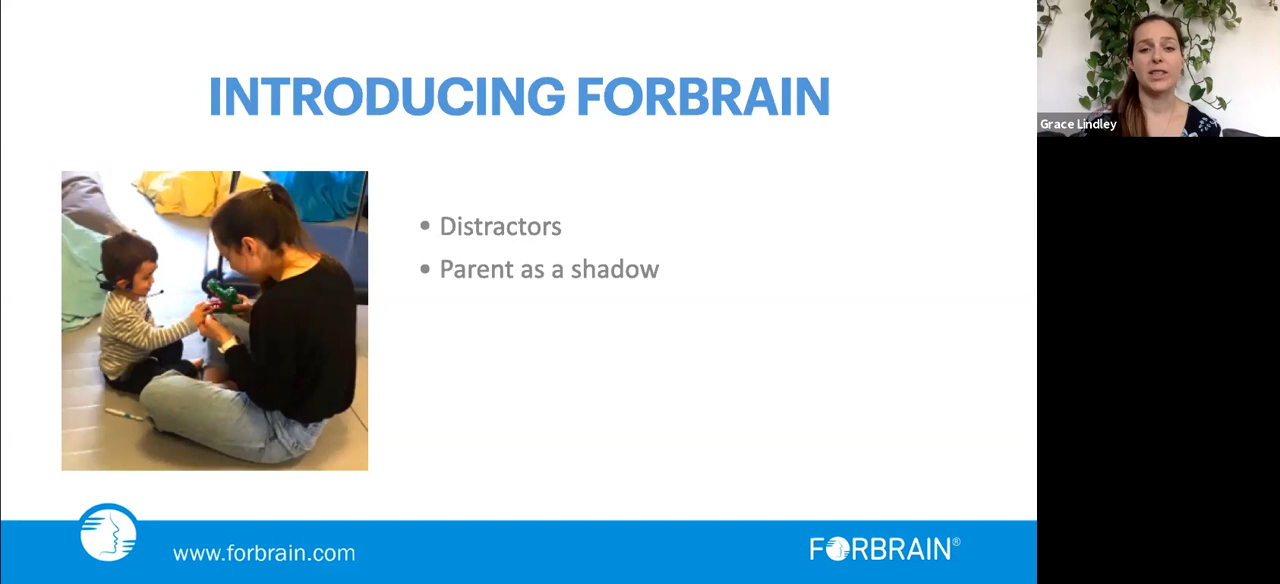 INTRODUCING FORBRAIN
Grace Lindley
• Distractors
• Parent as a shadow
www.forbrain.com
FORBRAIN®